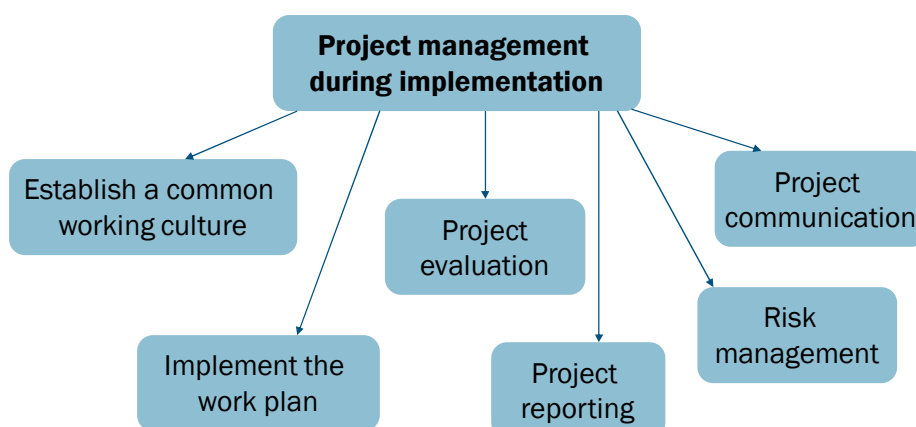 Project management
during implementation
Establish a common
working culture
Project
communication
Project
evaluation
Risk
management
Implement the
work plan
Project
reporting